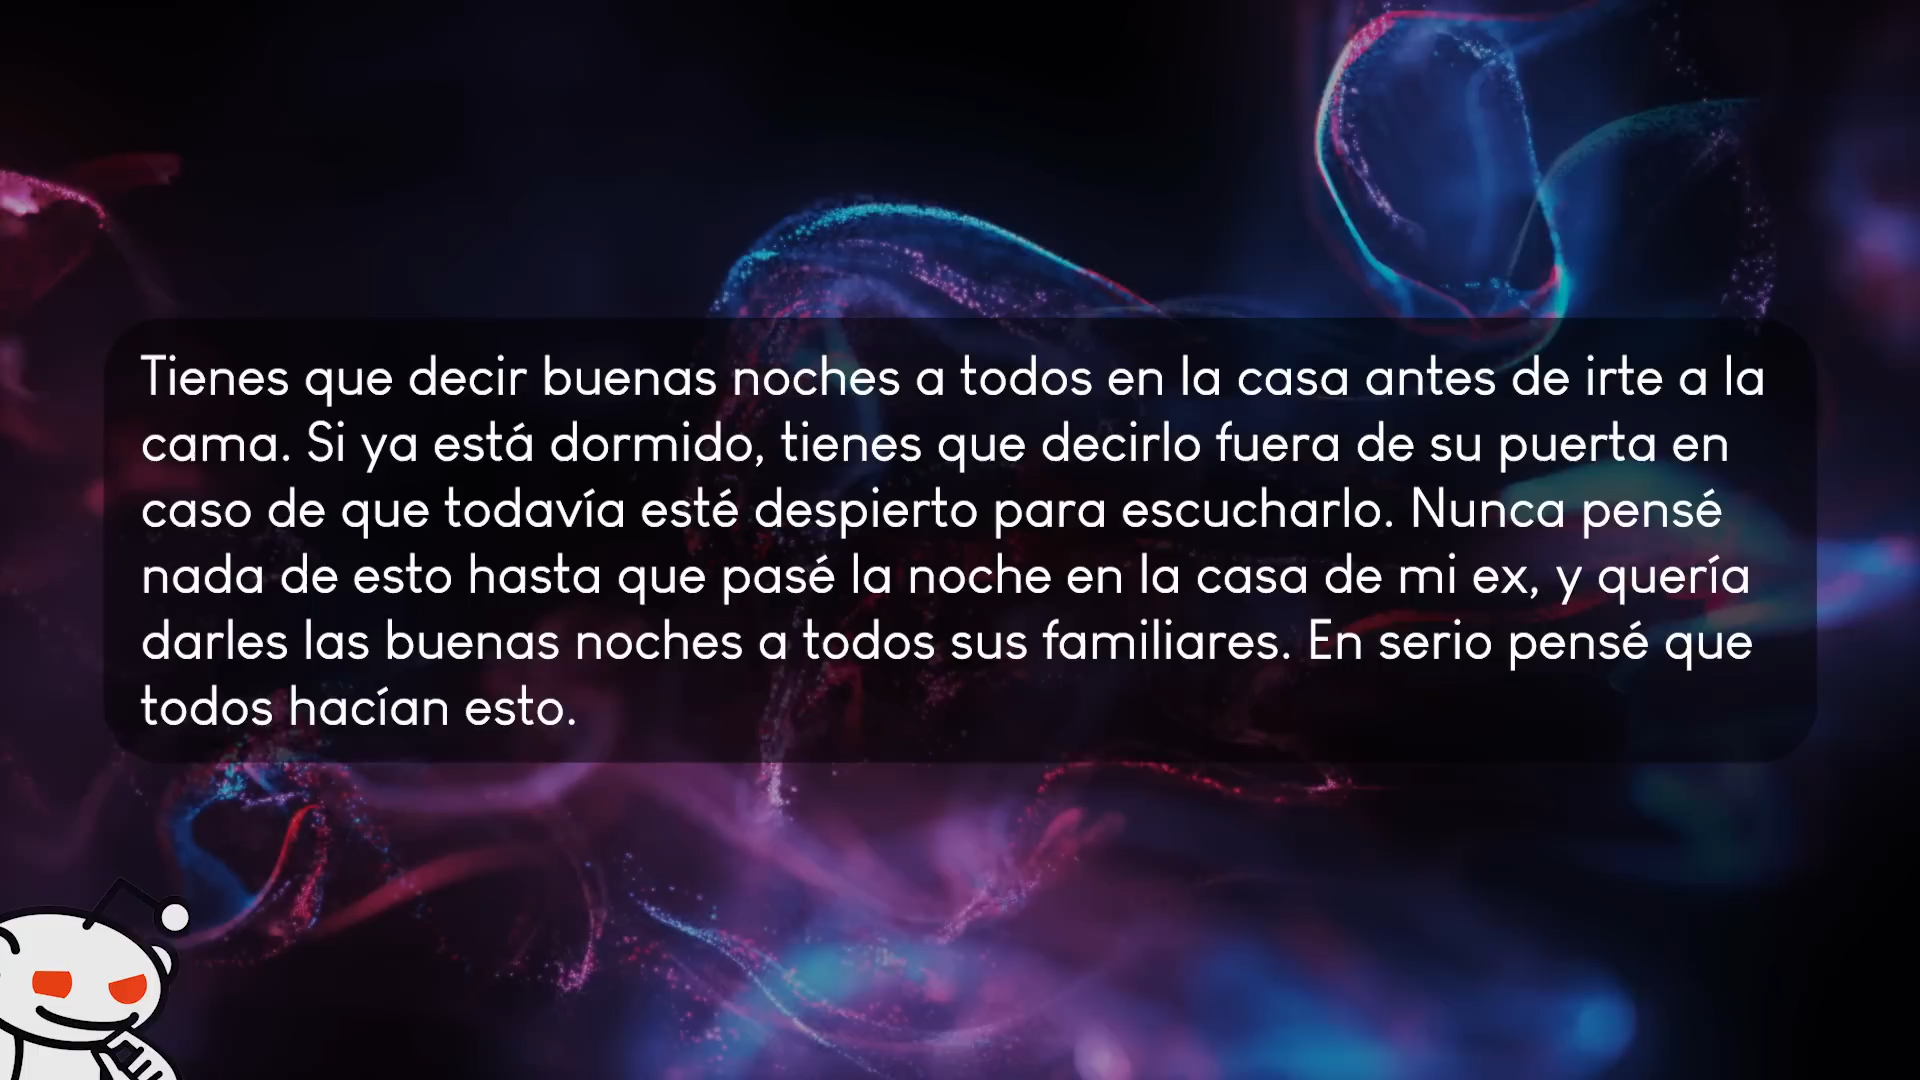 Tienes que decir buenas noches a todos en la casa antes de irte a la
cama. Si ya está dormido, tienes que decirlo fuera de su puerta en
caso de que todavía esté despierto para escucharlo. Nunca pensé
nada de esto hasta que pasé la noche en la casa de mi ex, y quería
darles las buenas noches a todos sus familiares. En serio pensé que
todos hacían esto.